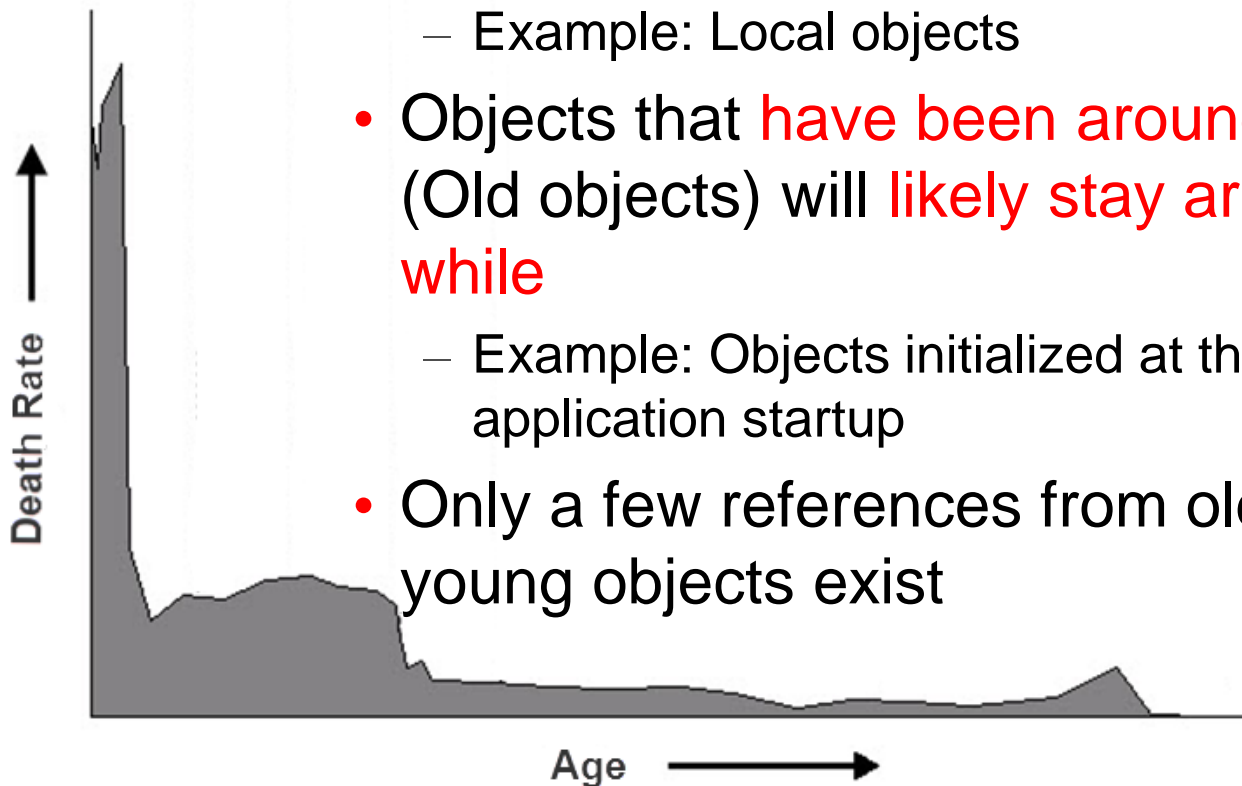 – Example: Local objects
• Objects that have been aroun
(Old objects) will likely stay ar
while
– Example: Objects initialized at th
application startup
• Only a few references from ol
young objects exist
Death Rate
Age